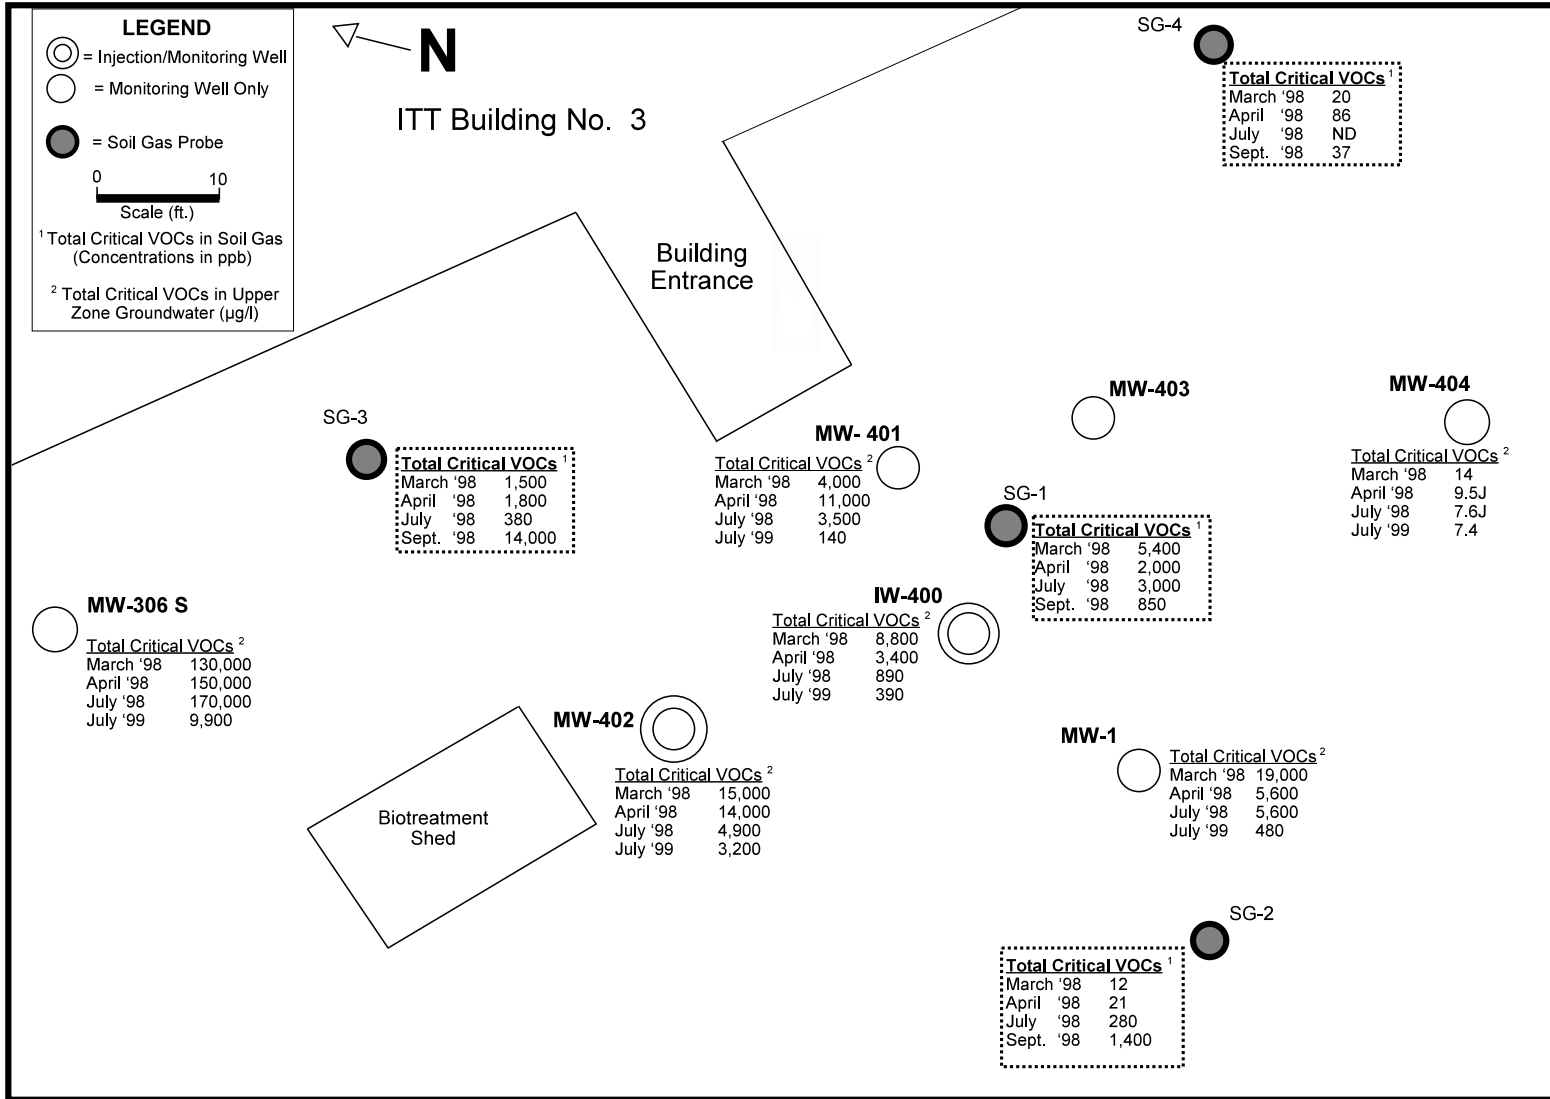 LEGEND
= Injection/Monitoring Well
= Monitoring Well Only
= Soil Gas Probe
0 10
Scale (ft.)
1 Total Critical VOCs in Soil Gas
(Concentrations in ppb)
2 Total Critical VOCs in Upper
Zone Groundwater (µg/l)
N
ITT Building No. 3
Building
Entrance
SG-4
Total Critical VOCs 1
March ‘98 20
April ‘98 86
July ‘98 ND
Sept. ‘98 37
SG-3
Total Critical VOCs 1
March ‘98 1,500
April ‘98 1,800
July ‘98 380
Sept. ‘98 14,000
MW- 401
Total Critical VOCs 2
March ‘98 4,000
April ‘98 11,000
July ‘98 3,500
July ‘99 140
MW-403
MW-404
Total Critical VOCs 2
March ‘98 14
April ‘98 9.5J
July ‘98 7.6J
July ‘99 7.4
SG-1
Total Critical VOCs 1
March ‘98 5,400
April ‘98 2,000
July ‘98 3,000
Sept. ‘98 850
MW-306 S
Total Critical VOCs 2
March ‘98 130,000
April ‘98 150,000
July ‘98 170,000
July ‘99 9,900
IW-400
Total Critical VOCs 2
March ‘98 8,800
April ‘98 3,400
July ‘98 890
July ‘99 390
MW-402
Total Critical VOCs 2
March ‘98 15,000
April ‘98 14,000
July ‘98 4,900
July ‘99 3,200
Biotreatment
Shed
MW-1
Total Critical VOCs 2
March ‘98 19,000
April ‘98 5,600
July ‘98 5,600
July ‘99 480
SG-2
Total Critical VOCs 1
March ‘98 12
April ‘98 21
July ‘98 280
Sept. ‘98 1,400